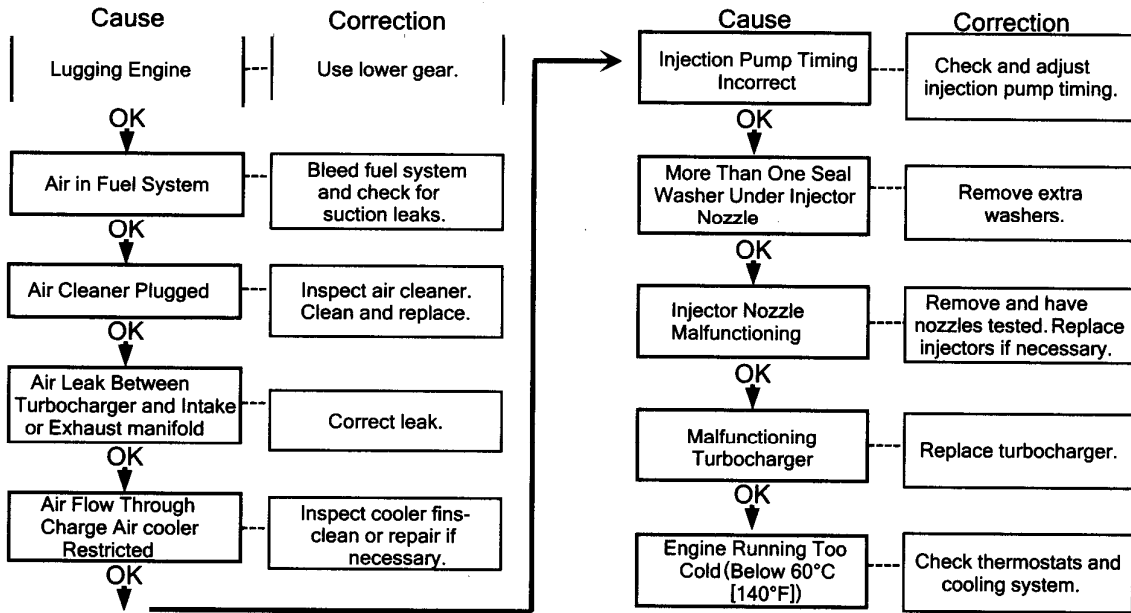 Cause
Correction
Lugging Engine
Use lower gear.
OK
Air in Fuel System
Bleed fuel system
and check for
suction leaks.
OK
Air Cleaner Plugged
Inspect air cleaner.
Clean and replace.
OK
Air Leak Between
Turbocharger and Intake
or Exhaust manifold
Correct leak.
OK
Air Flow Through
Charge Air cooler
Restricted
Inspect cooler fins-
clean or repair if
necessary.
OK
Cause
Correction
Injection Pump Timing
Incorrect
Check and adjust
injection pump timing.
OK
More Than One Seal
Washer Under Injector
Nozzle
Remove extra
washers.
OK
Injector Nozzle
Malfunctioning
Remove and have
nozzles tested. Replace
injectors if necessary.
OK
Malfunctioning
Turbocharger
Replace turbocharger.
OK
Engine Running Too
Cold (Below 60°C
[140°F])
Check thermostats and
cooling system.